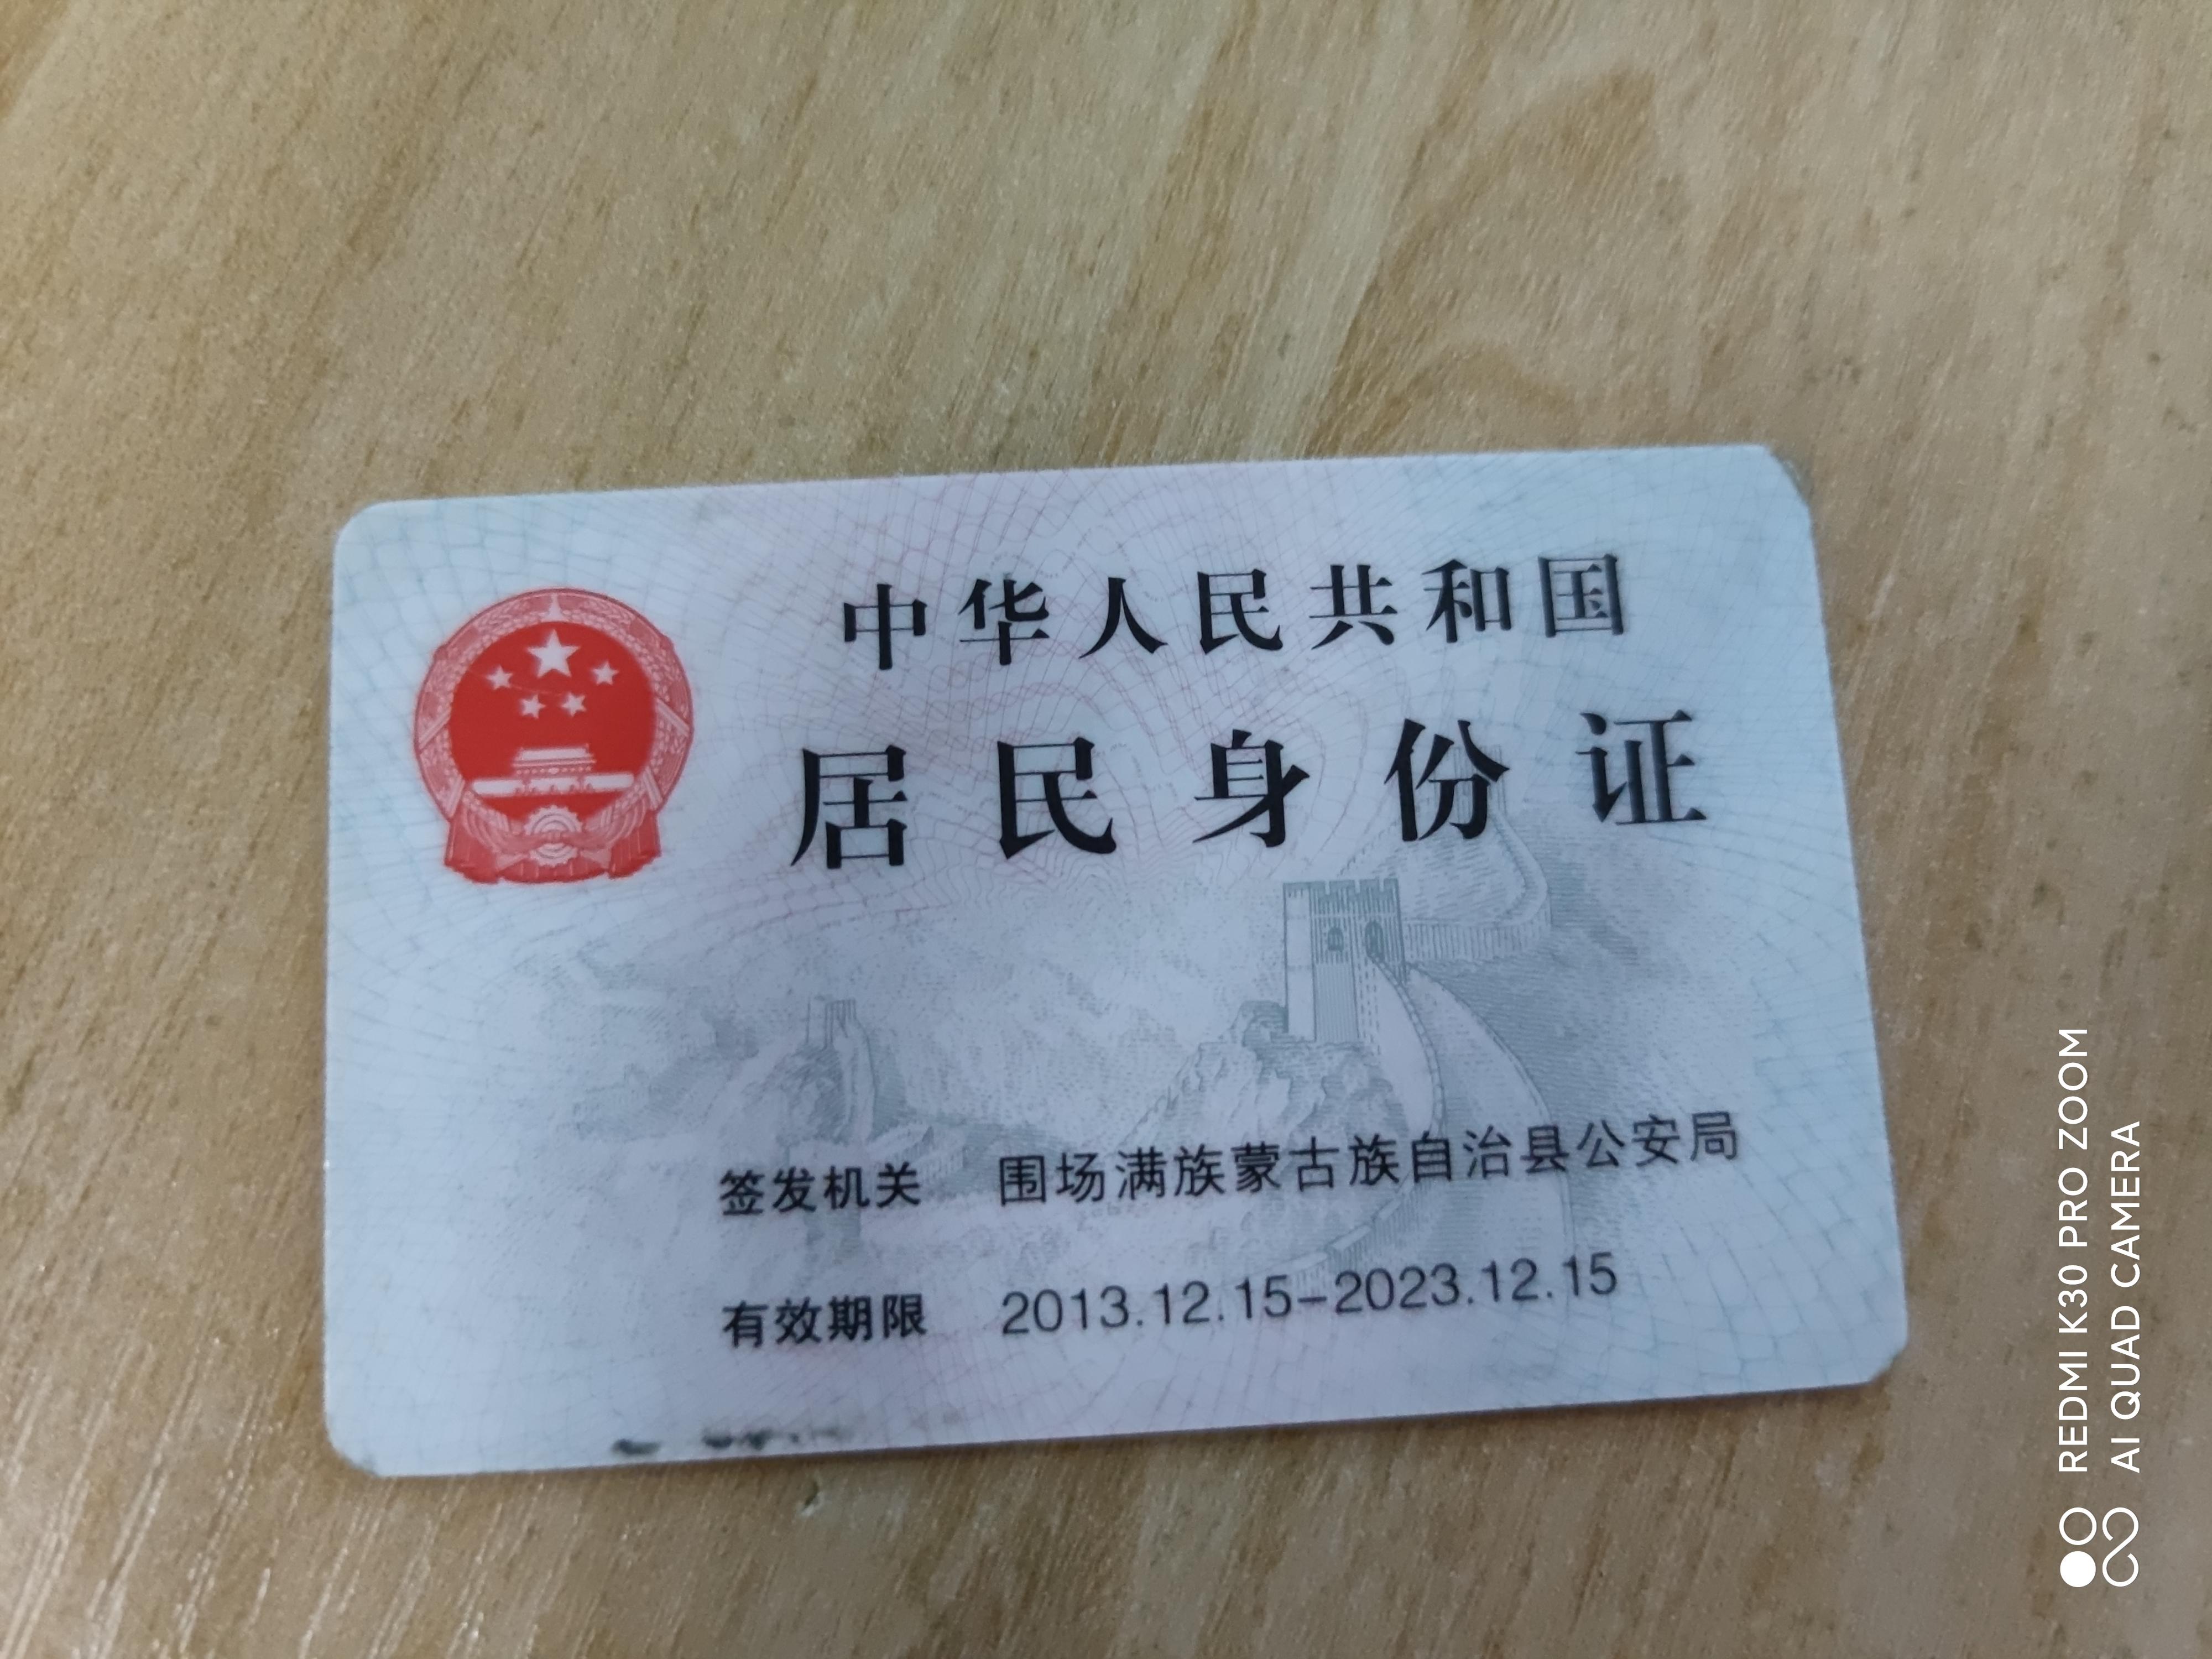 中华人民共和国
居民身份证
签发机关 围场满族蒙古族自治县公安局
有效期限 2013.12.15-2023.12.15
REDMI K30 PRO ZOOM
AI QUAD CAMERA